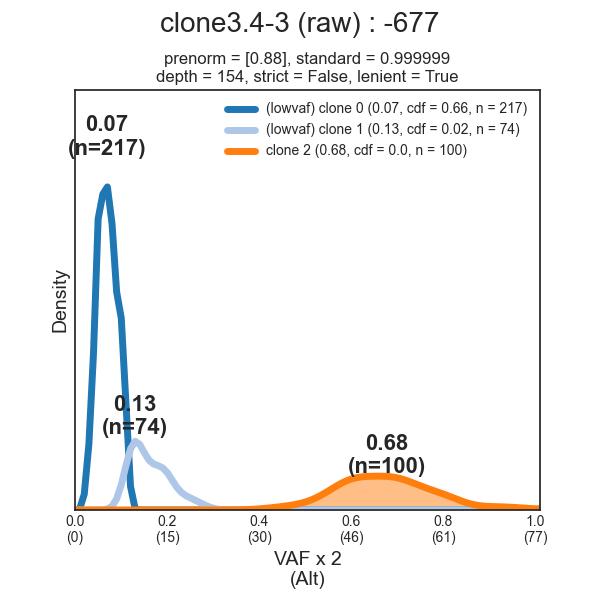 clone3.4-3 (raw) : -677
prenorm = [0.88], standard = 0.999999
depth = 154, strict = False, lenient = True
(lowvaf) clone 0 (0.07, cdf = 0.66, n = 217)
(lowvaf) clone 1 (0.13, cdf = 0.02, n = 74)
clone 2 (0.68, cdf = 0.0, n = 100)
0.07
(n=217)
0.13
(n=74)
0.68
(n=100)
Density
0.0 0.2 0.4 0.6 0.8 1.0
(0) (15) (30) (46) (61) (77)
VAF x 2
(Alt)